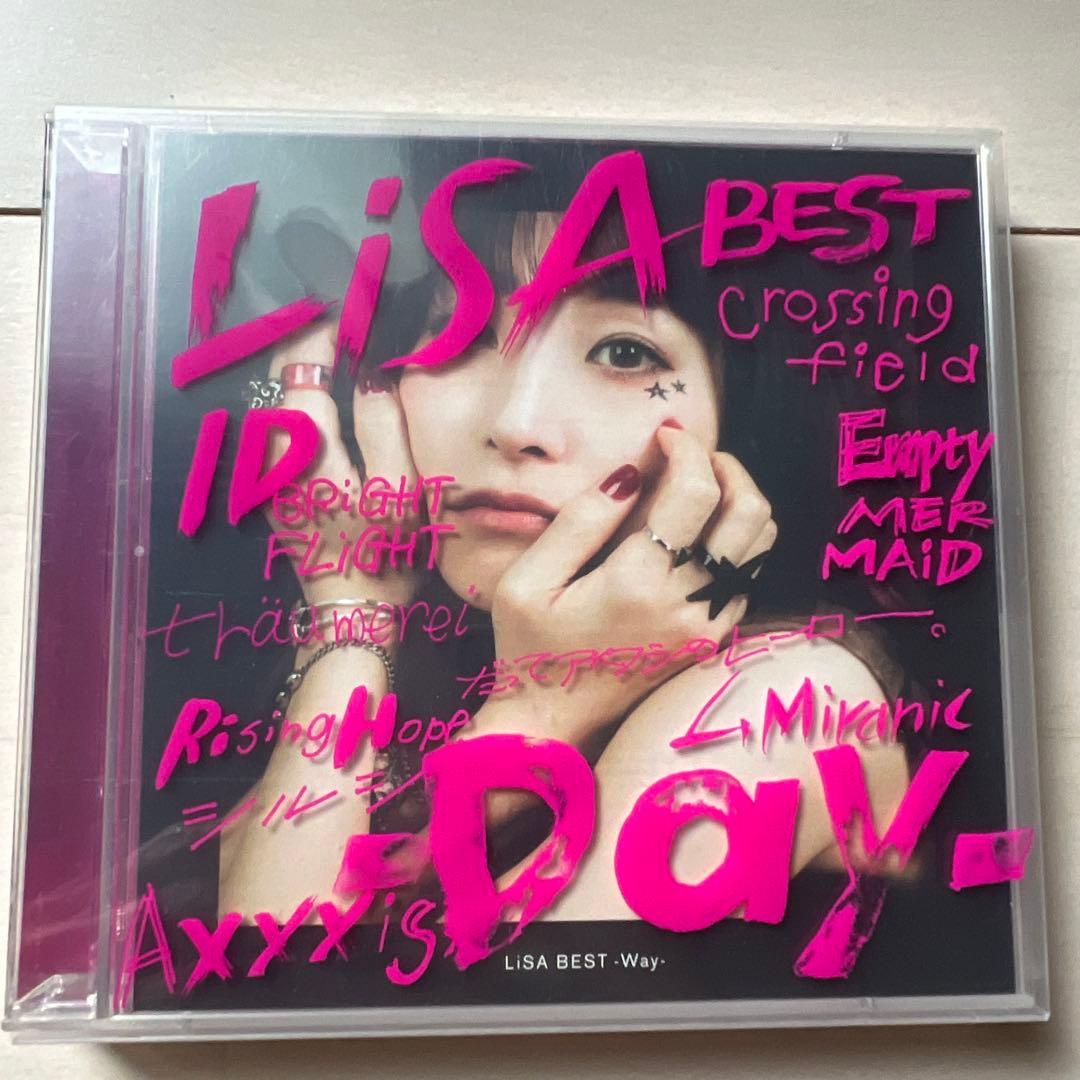 LiSA BEST
crossing
field
ID
Empty
MER
MAiD
BRiGHT
FLiGHT
träumerei
だってアタシのヒーロー。
Rising Hope
L.Miranic
シルシ
-Day-
Axxxis
LiSA BEST -Way-